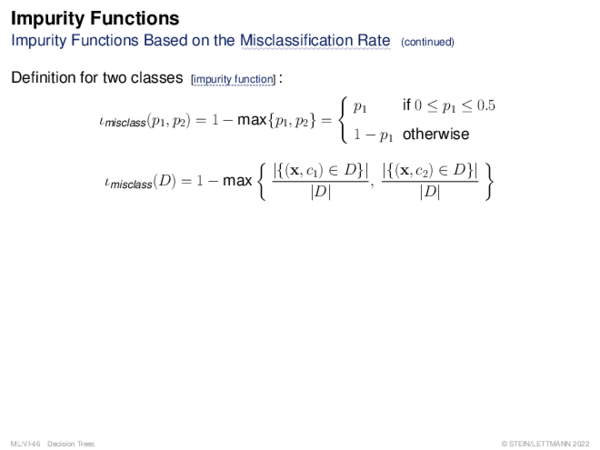 Impurity Functions
Impurity Functions Based on the Misclassification Rate (continued)
Definition for two classes [impurity function] :
ι_misclass(p₁, p₂) = 1 − max{p₁, p₂} = { p₁ if 0 ≤ p₁ ≤ 0.5
1 − p₁ otherwise
ι_misclass(D) = 1 − max { |{(x, c₁) ∈ D}| / |D| , |{(x, c₂) ∈ D}| / |D| }
ML:VI-46 Decision Trees © STEIN/LETTMANN 2022